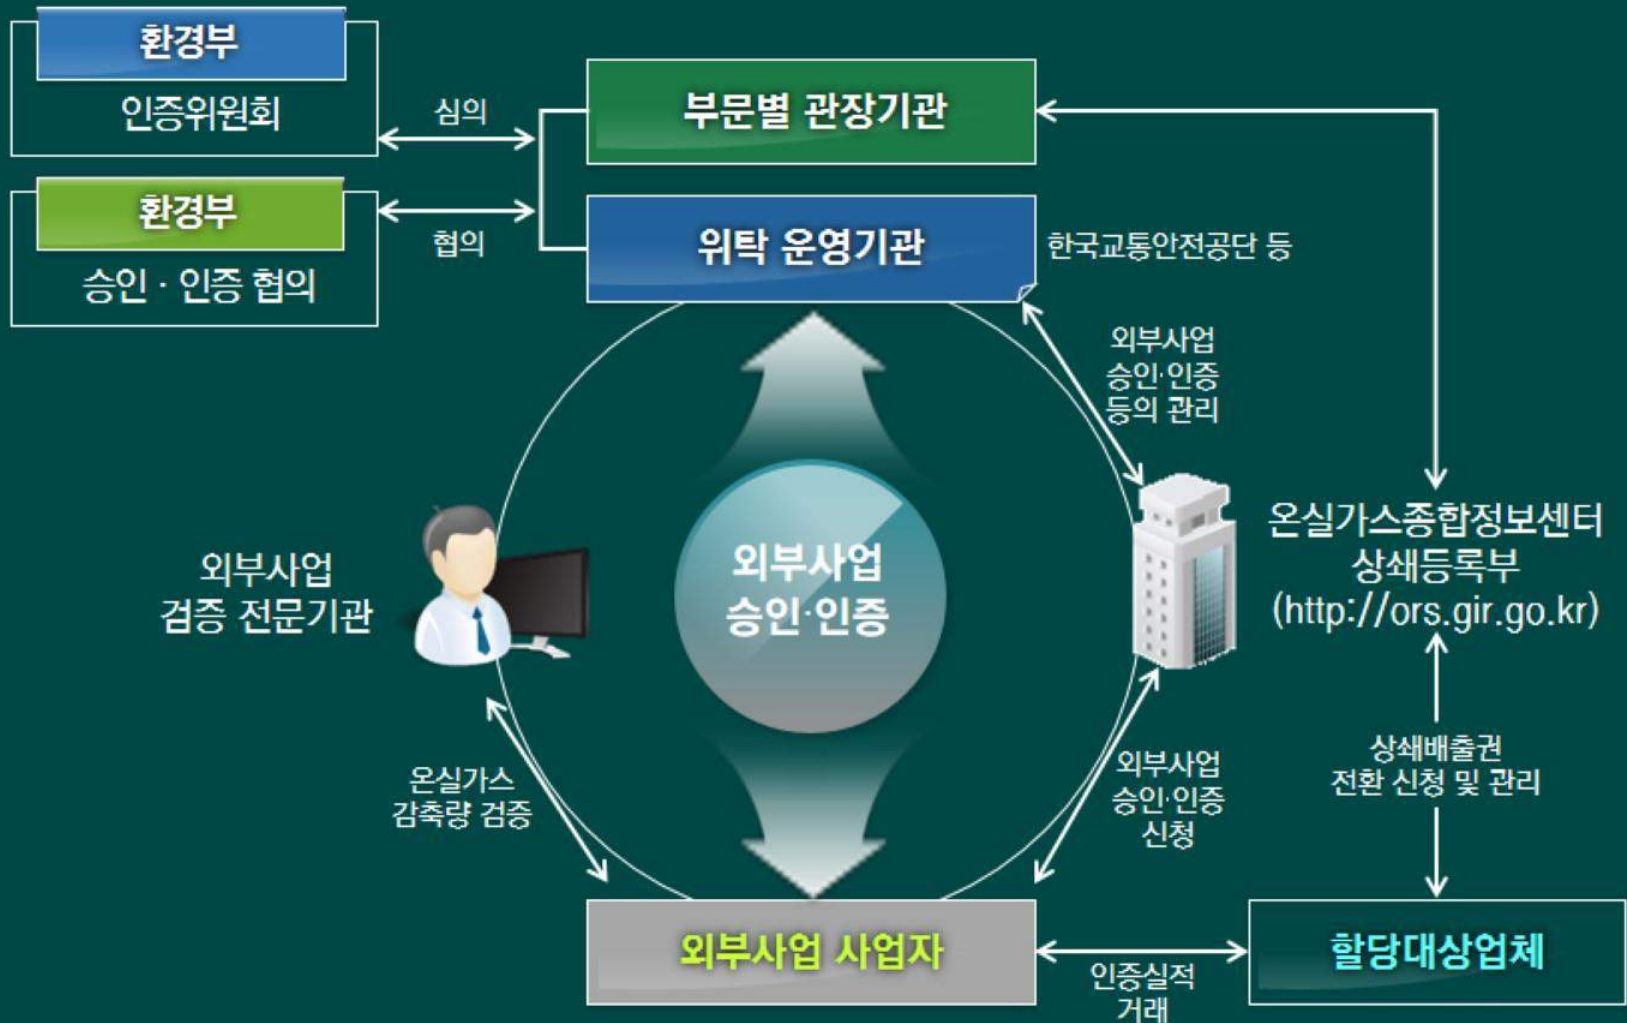 환경부
인증위원회
심의
부문별 관장기관
환경부
승인 · 인증 협의
협의
위탁 운영기관
한국교통안전공단 등
외부사업
승인·인증
등의 관리
외부사업
검증 전문기관
외부사업
승인·인증
온실가스종합정보센터
상쇄등록부
(http://ors.gir.go.kr)
온실가스
감축량 검증
외부사업
승인·인증
신청
상쇄배출권
전환 신청 및 관리
외부사업 사업자
인증실적
거래
할당대상업체